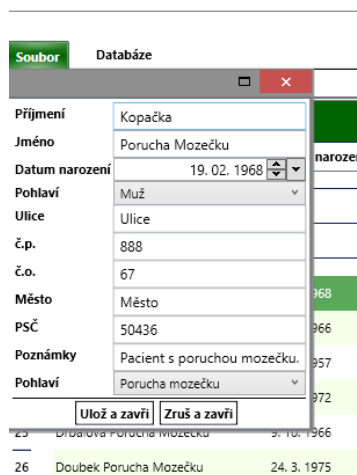 Soubor Databáze
Příjmení Kopačka
Jméno Porucha Mozečku
Datum narození 19. 02. 1968
naroze
Pohlaví Muž
Ulice Ulice
č.p. 888
č.o. 67
Město Město
968
PSČ 50436
966
Poznámky Pacient s poruchou mozečku.
957
Pohlaví Porucha mozečku
972
Ulož a zavři Zruš a zavři
25 Drbalová Porucha Mozečku 9. 10. 1966
26 Doubek Porucha Mozečku 24. 3. 1975